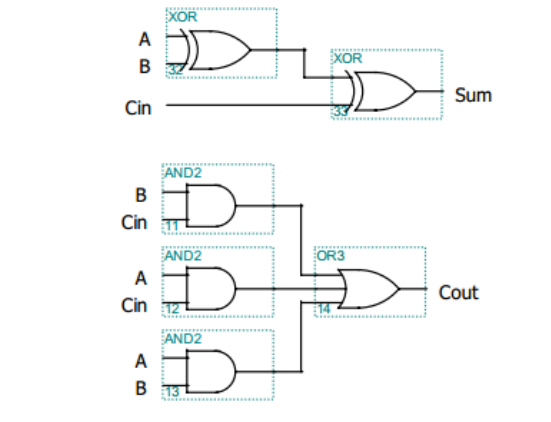 XOR
A
B
32
XOR
Cin
33
Sum
AND2
B
Cin
11
AND2
A
Cin
12
OR3
14
Cout
AND2
A
B
13